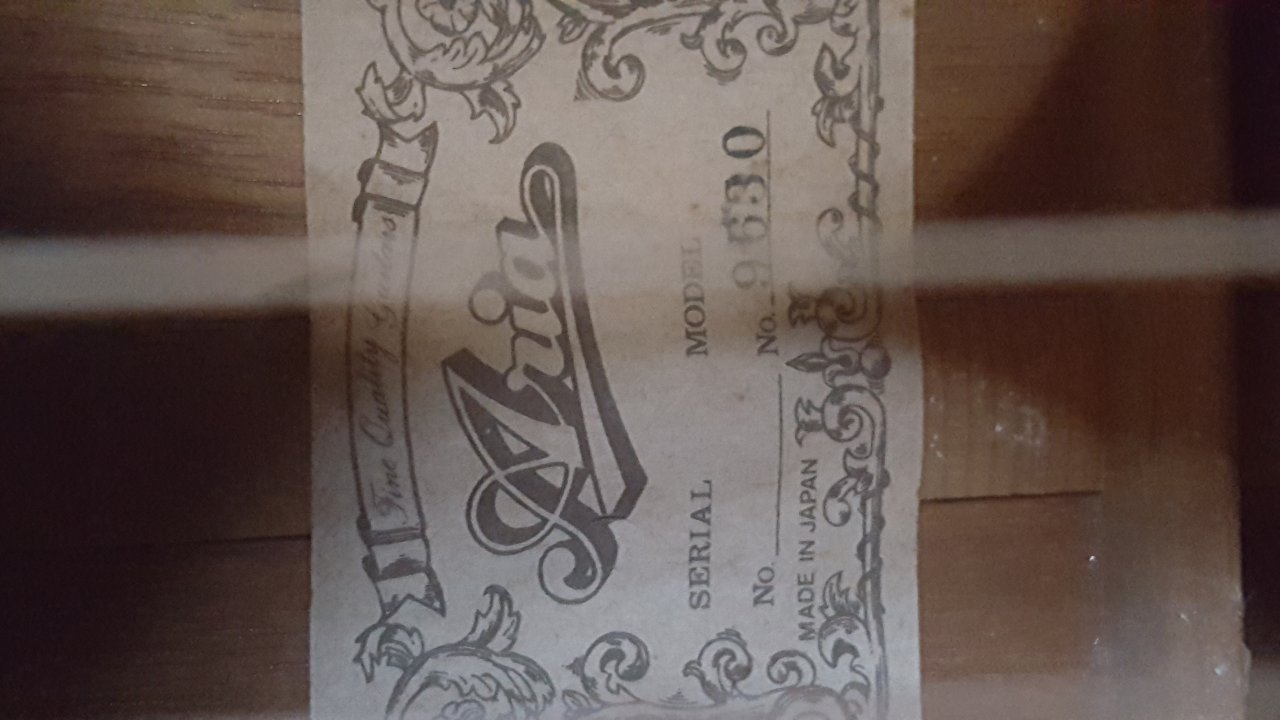 Fine Quality Guitars
Aria
SERIAL MODEL
No. No. 9630
MADE IN JAPAN